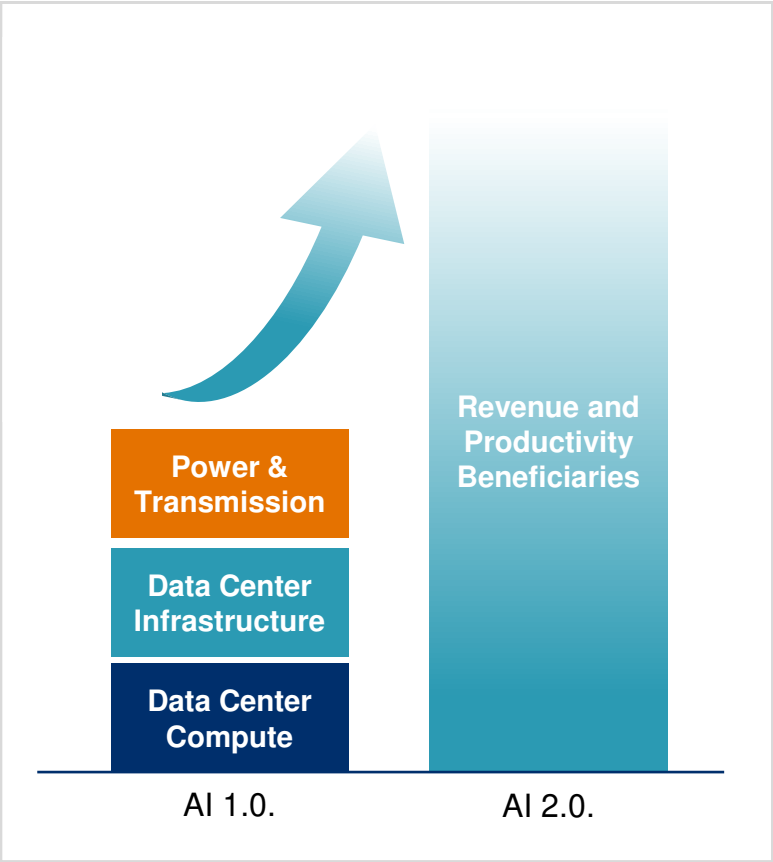 Power &
Transmission
Data Center
Infrastructure
Data Center
Compute
Revenue and
Productivity
Beneficiaries
AI 1.0.
AI 2.0.